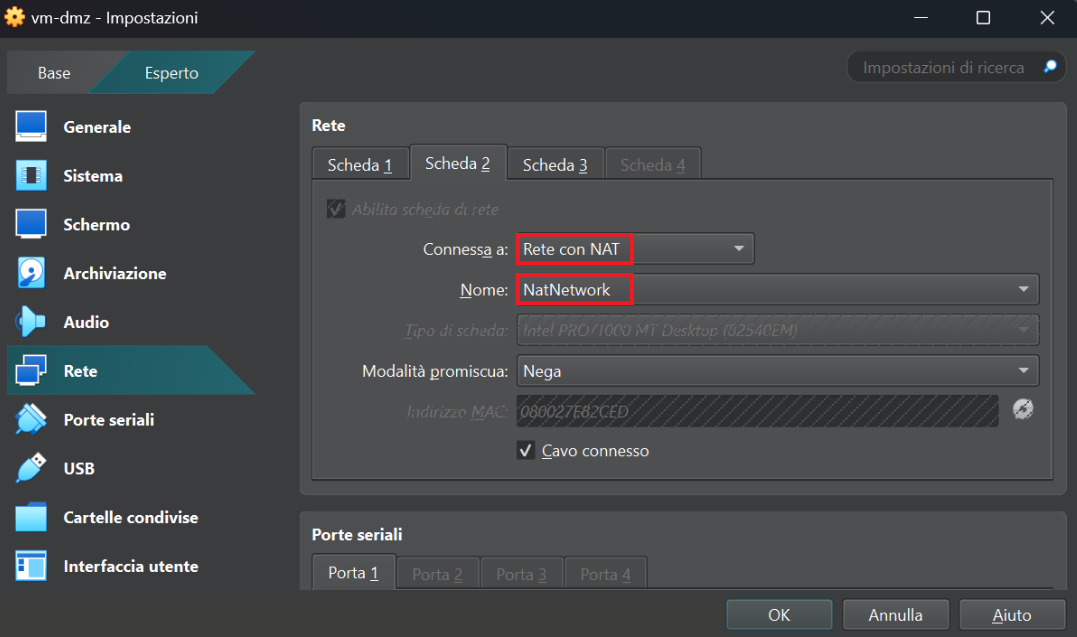 vm-dmz - Impostazioni
Base Esperto
Impostazioni di ricerca
Generale
Sistema
Schermo
Archiviazione
Audio
Rete
Porte seriali
USB
Cartelle condivise
Interfaccia utente
Rete
Scheda 1 Scheda 2 Scheda 3 Scheda 4
Abilita scheda di rete
Connessa a: Rete con NAT
Nome: NatNetwork
Tipo di scheda: Intel PRO/1000 MT Desktop (82540EM)
Modalità promiscua: Nega
Indirizzo MAC: 080027E82CED
Cavo connesso
Porte seriali
Porta 1 Porta 2 Porta 3 Porta 4
OK Annulla Aiuto